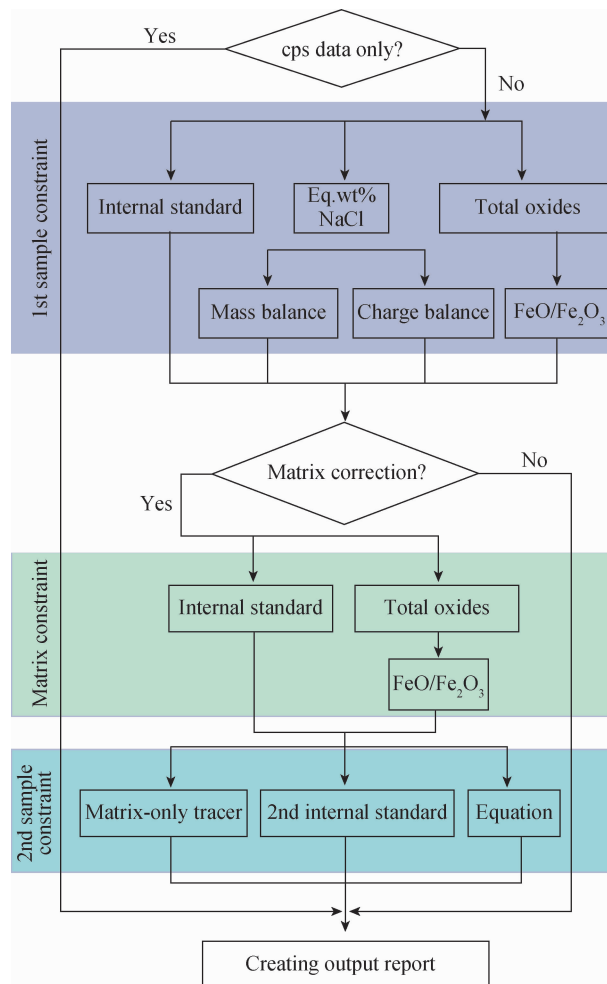 Yes
cps data only?
No
1st sample constraint
Internal standard
Eq.wt%
NaCl
Total oxides
Mass balance
Charge balance
FeO/Fe₂O₃
Matrix correction?
Yes
No
Matrix constraint
Internal standard
Total oxides
FeO/Fe₂O₃
2nd sample
constraint
Matrix-only tracer
2nd internal standard
Equation
Creating output report